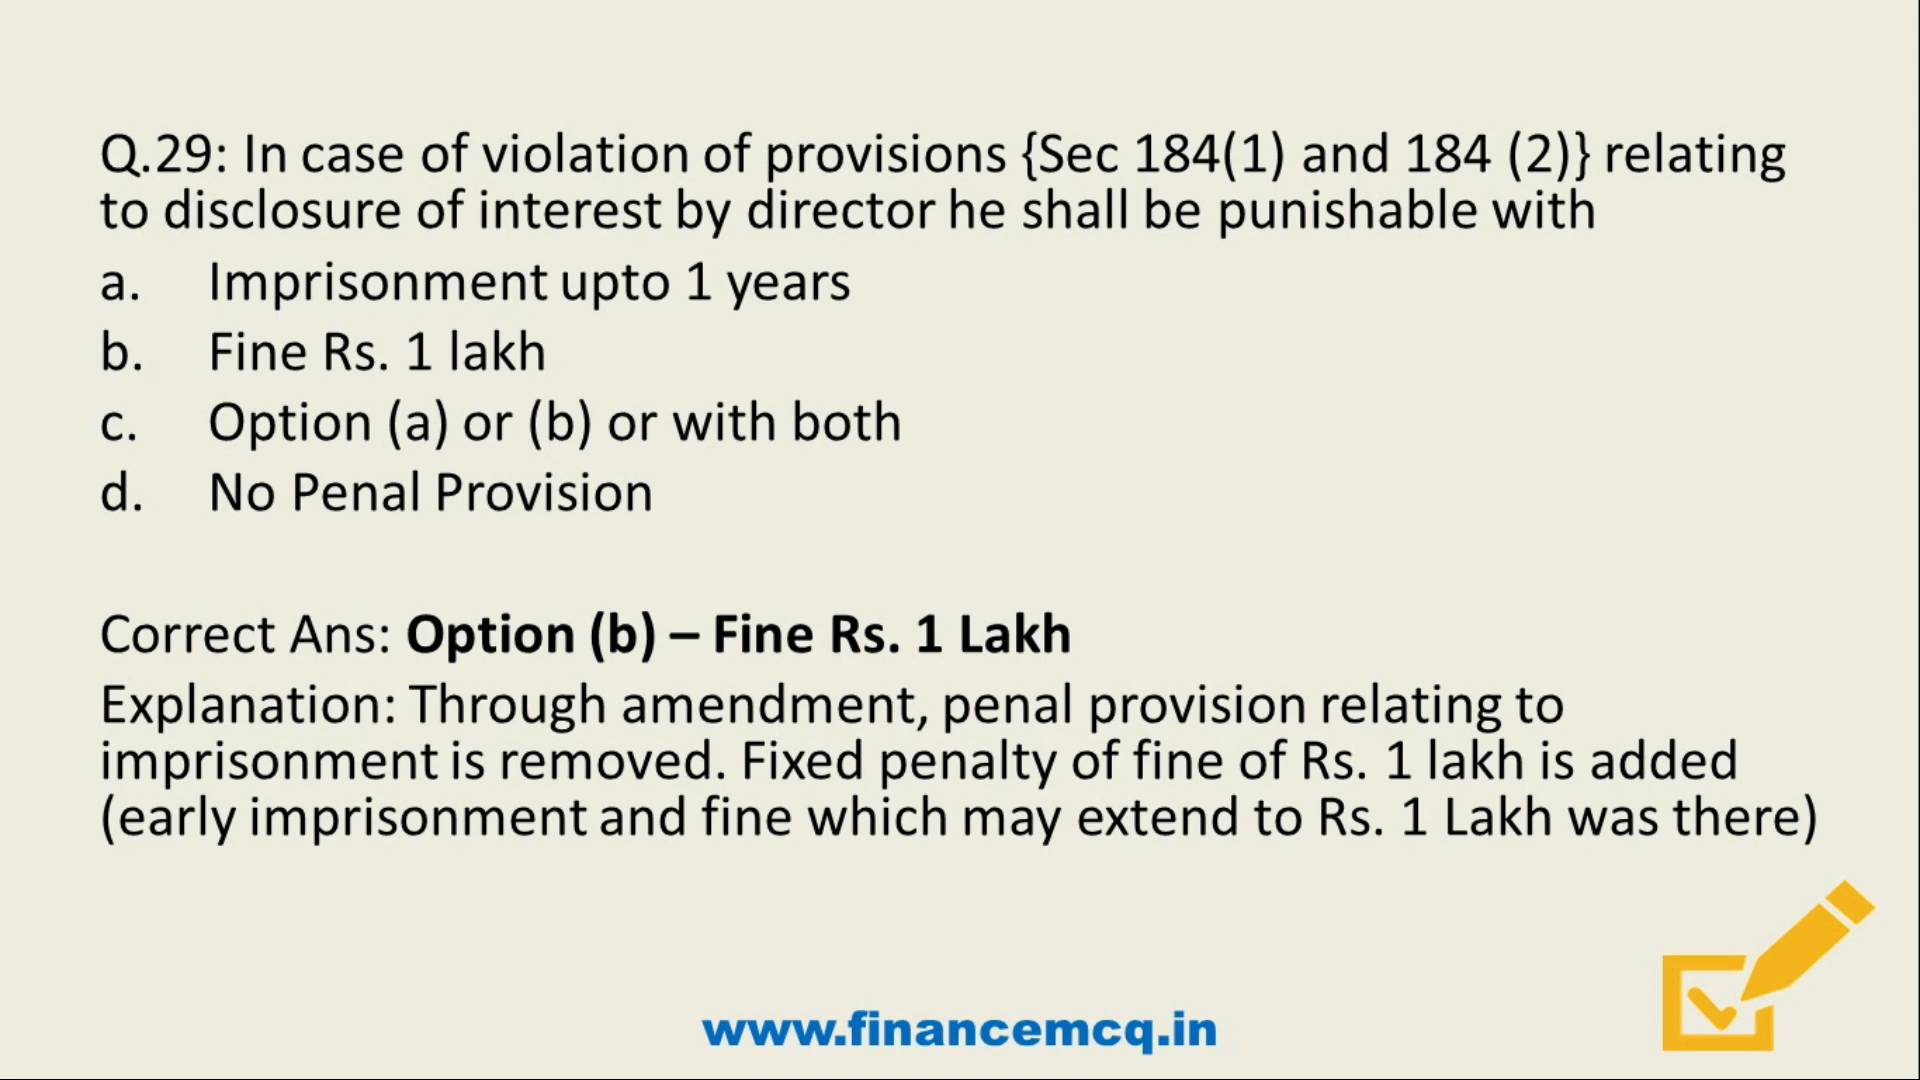 Q.29: In case of violation of provisions {Sec 184(1) and 184 (2)} relating
to disclosure of interest by director he shall be punishable with
a. Imprisonment upto 1 years
b. Fine Rs. 1 lakh
c. Option (a) or (b) or with both
d. No Penal Provision
Correct Ans: Option (b) – Fine Rs. 1 Lakh
Explanation: Through amendment, penal provision relating to
imprisonment is removed. Fixed penalty of fine of Rs. 1 lakh is added
(early imprisonment and fine which may extend to Rs. 1 Lakh was there)
www.financemcq.in